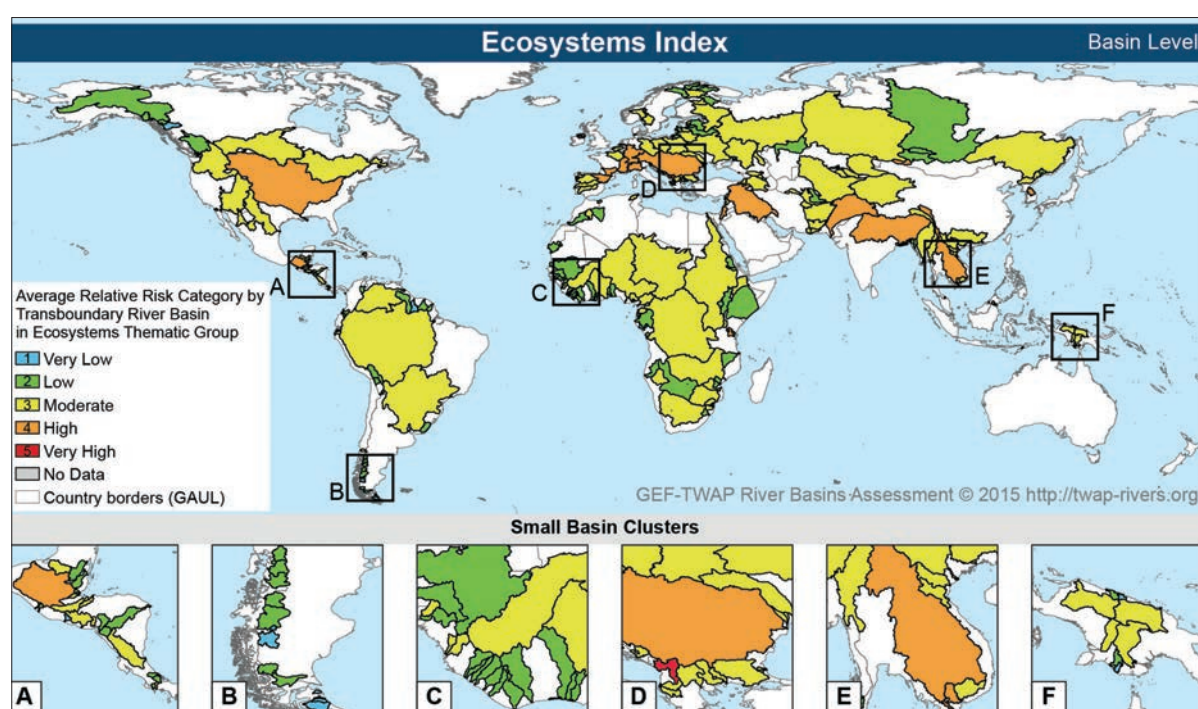 Ecosystems Index
Basin Level
A
B
C
D
E
F
Average Relative Risk Category by
Transboundary River Basin
in Ecosystems Thematic Group
1 Very Low
2 Low
3 Moderate
4 High
5 Very High
No Data
Country borders (GAUL)
GEF-TWAP River Basins Assessment © 2015 http://twap-rivers.org
Small Basin Clusters
A
B
C
D
E
F